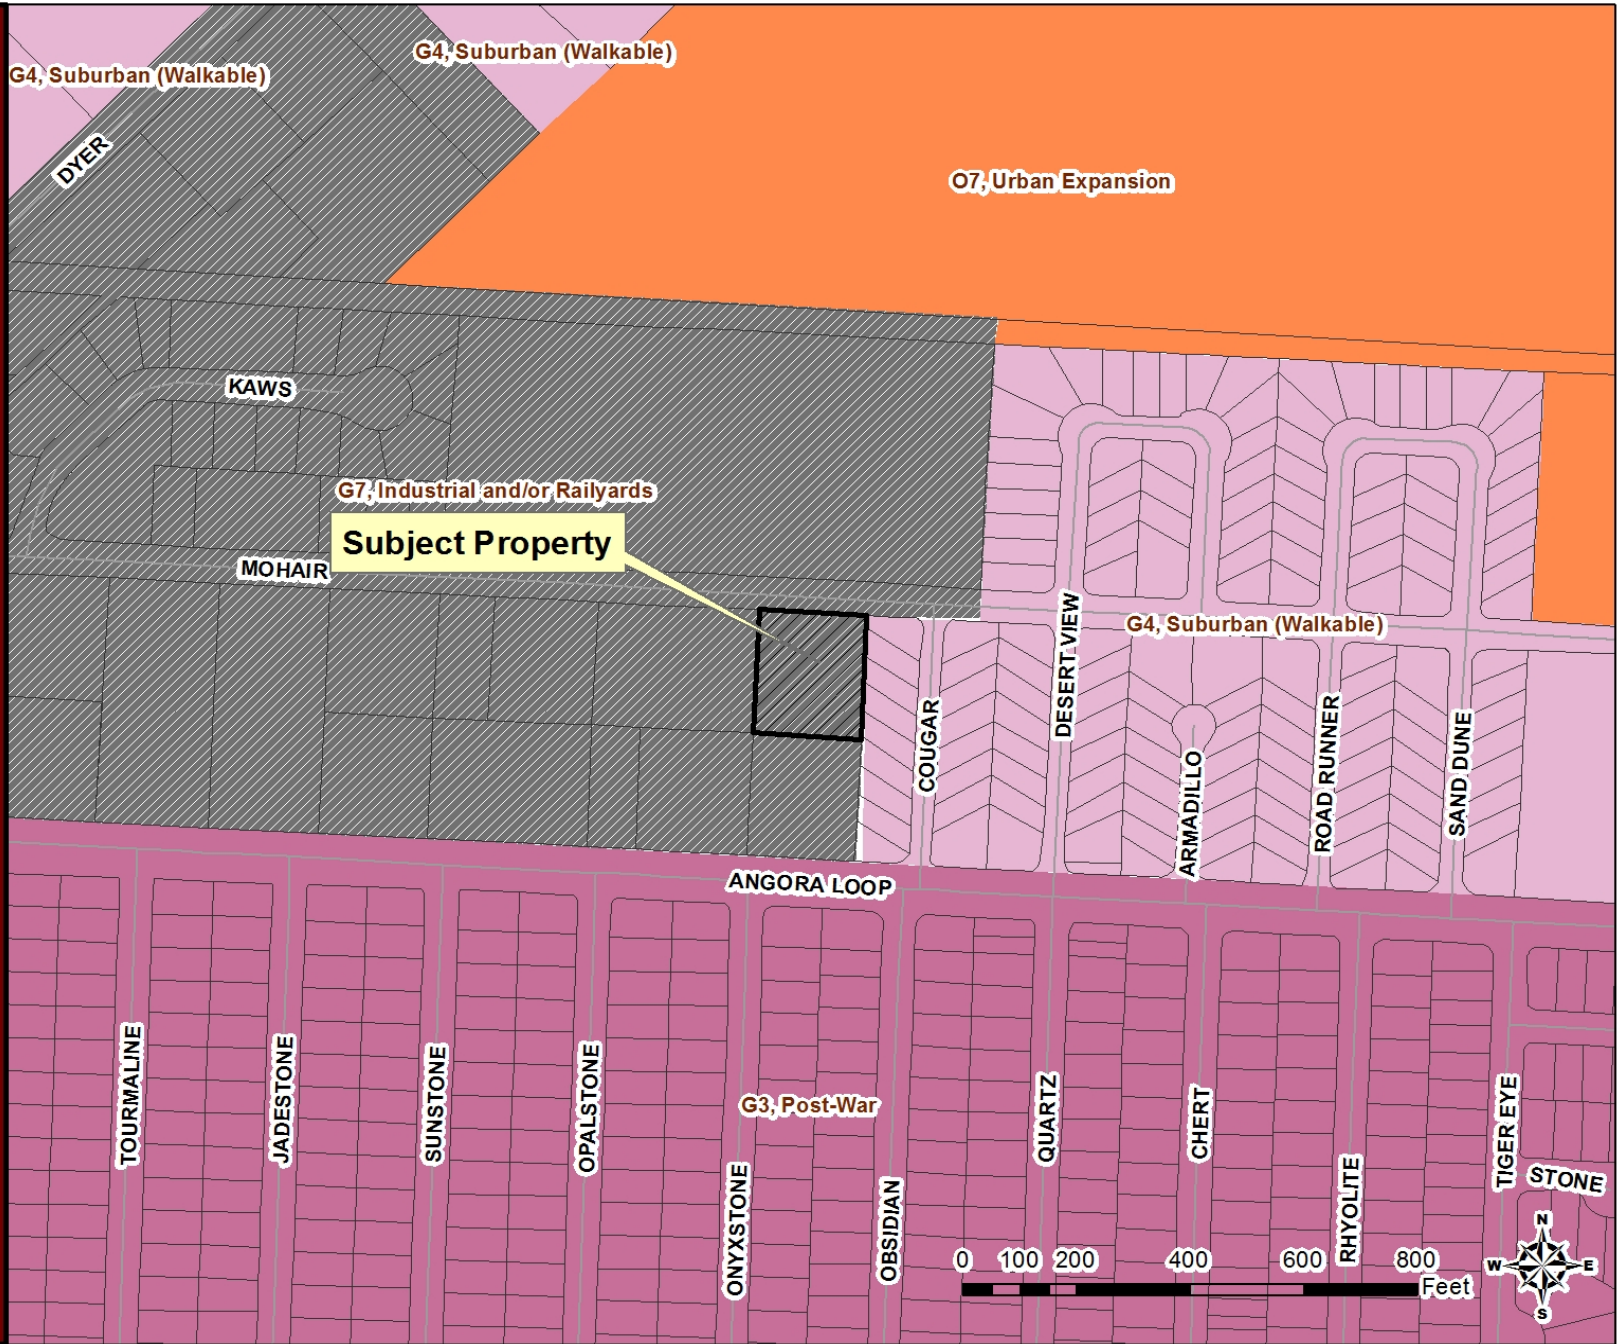 G4, Suburban (Walkable)
G4, Suburban (Walkable)
DYER
O7, Urban Expansion
KAWS
G7, Industrial and/or Railyards
Subject Property
MOHAIR
G4, Suburban (Walkable)
DESERT VIEW
COUGAR
ARMADILLO
ROAD RUNNER
SAND DUNE
ANGORA LOOP
TOURMALINE
JADESTONE
SUNSTONE
OPALSTONE
G3, Post-War
ONYXSTONE
OBSIDIAN
QUARTZ
CHERT
RHYOLITE
TIGER EYE
STONE
0 100 200 400 600 800
Feet
N
W E
S